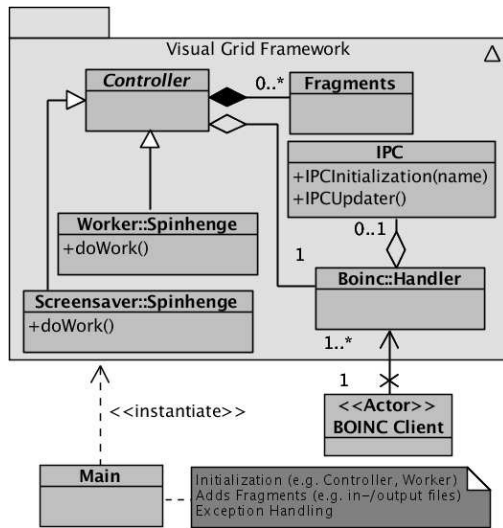 Visual Grid Framework
Controller
0..*
Fragments
IPC
+IPCInitialization(name)
+IPCUpdater()
Worker::Spinhenge
+doWork()
0..1
1
Boinc::Handler
Screensaver::Spinhenge
+doWork()
1..*
1
<<instantiate>>
<<Actor>>
BOINC Client
Main
Initialization (e.g. Controller, Worker)
Adds Fragments (e.g. in-/output files)
Exception Handling